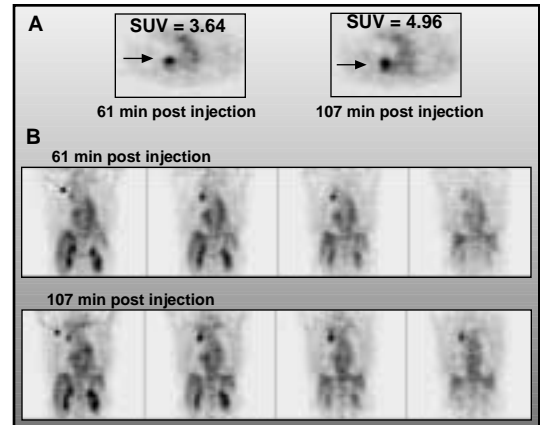 A
SUV = 3.64
SUV = 4.96
61 min post injection
107 min post injection
B
61 min post injection
107 min post injection